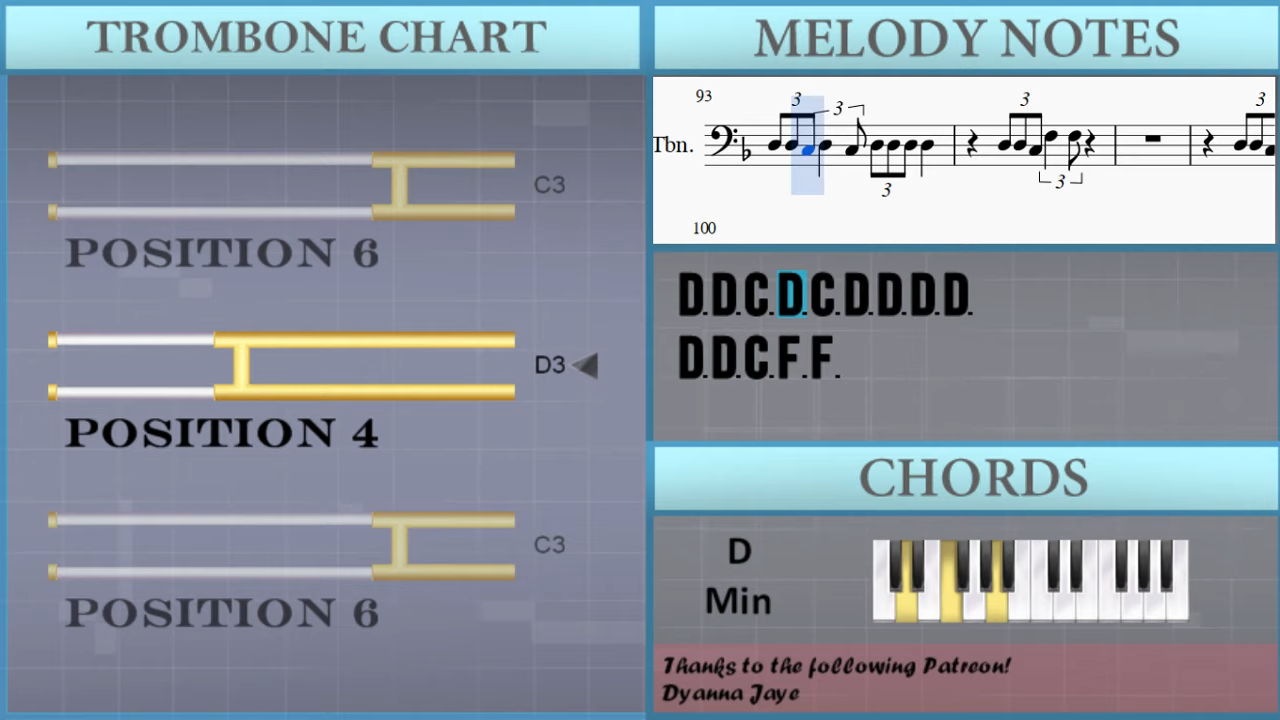 TROMBONE CHART
C3
POSITION 6
D3
POSITION 4
C3
POSITION 6
MELODY NOTES
93
3
3
3
3
3
3
Tbn.
100
D.D.C.D.C.D.D.D.D.
D.D.C.F.F.
CHORDS
D
Min
Thanks to the following Patreon!
Dyanna Jaye